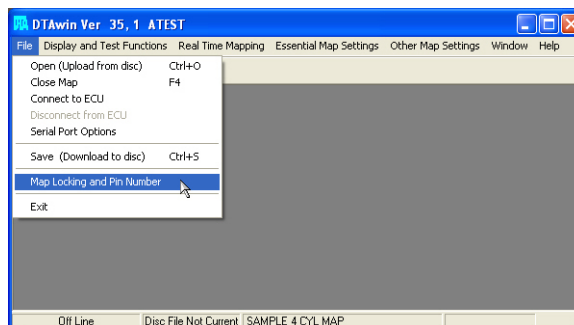 DTA DTAwin Ver 35, 1 ATEST
File Display and Test Functions Real Time Mapping Essential Map Settings Other Map Settings Window Help
Open (Upload from disc) Ctrl+O
Close Map F4
Connect to ECU
Disconnect from ECU
Serial Port Options
Save (Download to disc) Ctrl+S
Map Locking and Pin Number
Exit
Off Line Disc File Not Current SAMPLE 4 CYL MAP